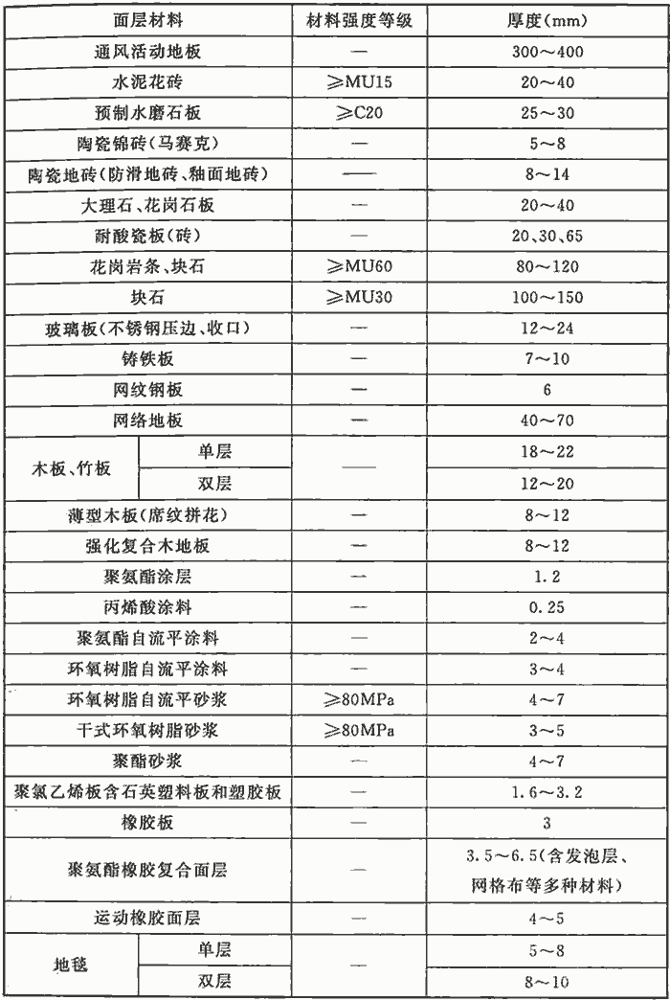 面层材料 材料强度等级 厚度(mm)
通风活动地板 — 300～400
水泥花砖 ≥MU15 20～40
预制水磨石板 ≥C20 25～30
陶瓷锦砖(马赛克) — 5～8
陶瓷地砖(防滑地砖、釉面地砖) — 8～14
大理石、花岗石板 — 20～40
耐酸瓷板(砖) — 20、30、65
花岗岩条、块石 ≥MU60 80～120
块石 ≥MU30 100～150
玻璃板(不锈钢压边、收口) — 12～24
铸铁板 — 7～10
网纹钢板 — 6
网络地板 — 40～70
木板、竹板 单层 — 18～22
双层 12～20
薄型木板(席纹拼花) — 8～12
强化复合木地板 — 8～12
聚氨酯涂层 — 1.2
丙烯酸涂料 — 0.25
聚氨酯自流平涂料 — 2～4
环氧树脂自流平涂料 — 3～4
环氧树脂自流平砂浆 ≥80MPa 4～7
干式环氧树脂砂浆 ≥80MPa 3～5
聚酯砂浆 — 4～7
聚氯乙烯板含石英塑料板和塑胶板 — 1.6～3.2
橡胶板 — 3
聚氨酯橡胶复合面层 — 3.5～6.5(含发泡层、
网格布等多种材料)
运动橡胶面层 — 4～5
地毯 单层 — 5～8
双层 8～10